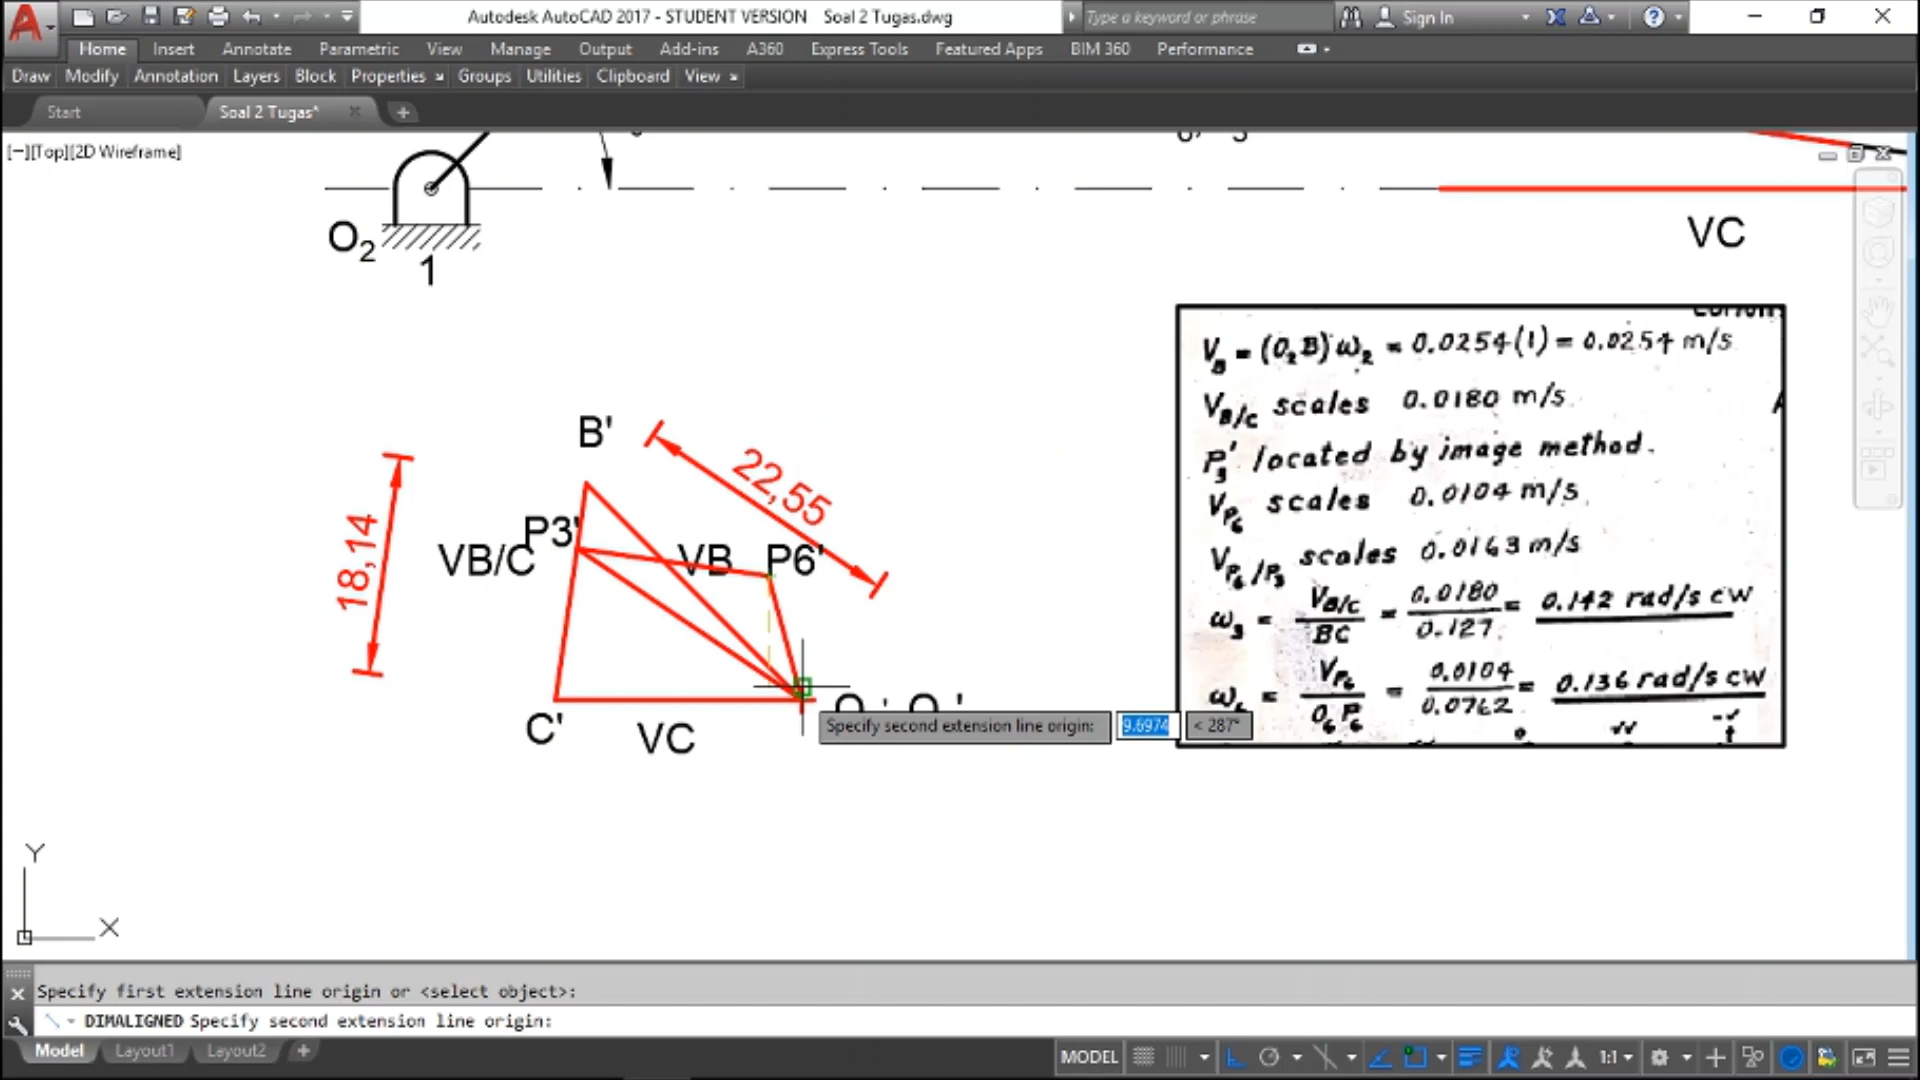 Autodesk AutoCAD 2017 - STUDENT VERSION Soal 2 Tugas.dwg
Type a keyword or phrase
Sign In
Home Insert Annotate Parametric View Manage Output Add-ins A360 Express Tools Featured Apps BIM 360 Performance
Draw Modify Annotation Layers Block Properties Groups Utilities Clipboard View
Start Soal 2 Tugas*
[−][Top][2D Wireframe]
O2
1
VC
VB = (O2B) ω2 = 0.0254(1) = 0.0254 m/s
VB/C scales 0.0180 m/s
P3' located by image method.
VP6 scales 0.0104 m/s
VP6/P3 scales 0.0163 m/s
ω3 = VB/C / BC = 0.0180 / 0.127 = 0.142 rad/s cw
ω6 = VP6 / O6P6 = 0.0104 / 0.0762 = 0.136 rad/s cw
B'
22,55
18,14
P3'
VB/C
VB
P6'
C'
VC
Specify second extension line origin: 9.6974 < 287°
Y
X
Specify first extension line origin or <select object>:
DIMALIGNED Specify second extension line origin:
Model Layout1 Layout2
MODEL 1:1